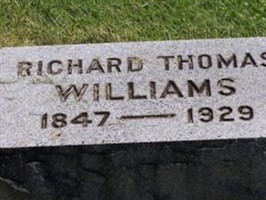 RICHARD THOMAS
WILLIAMS
1847 — 1929